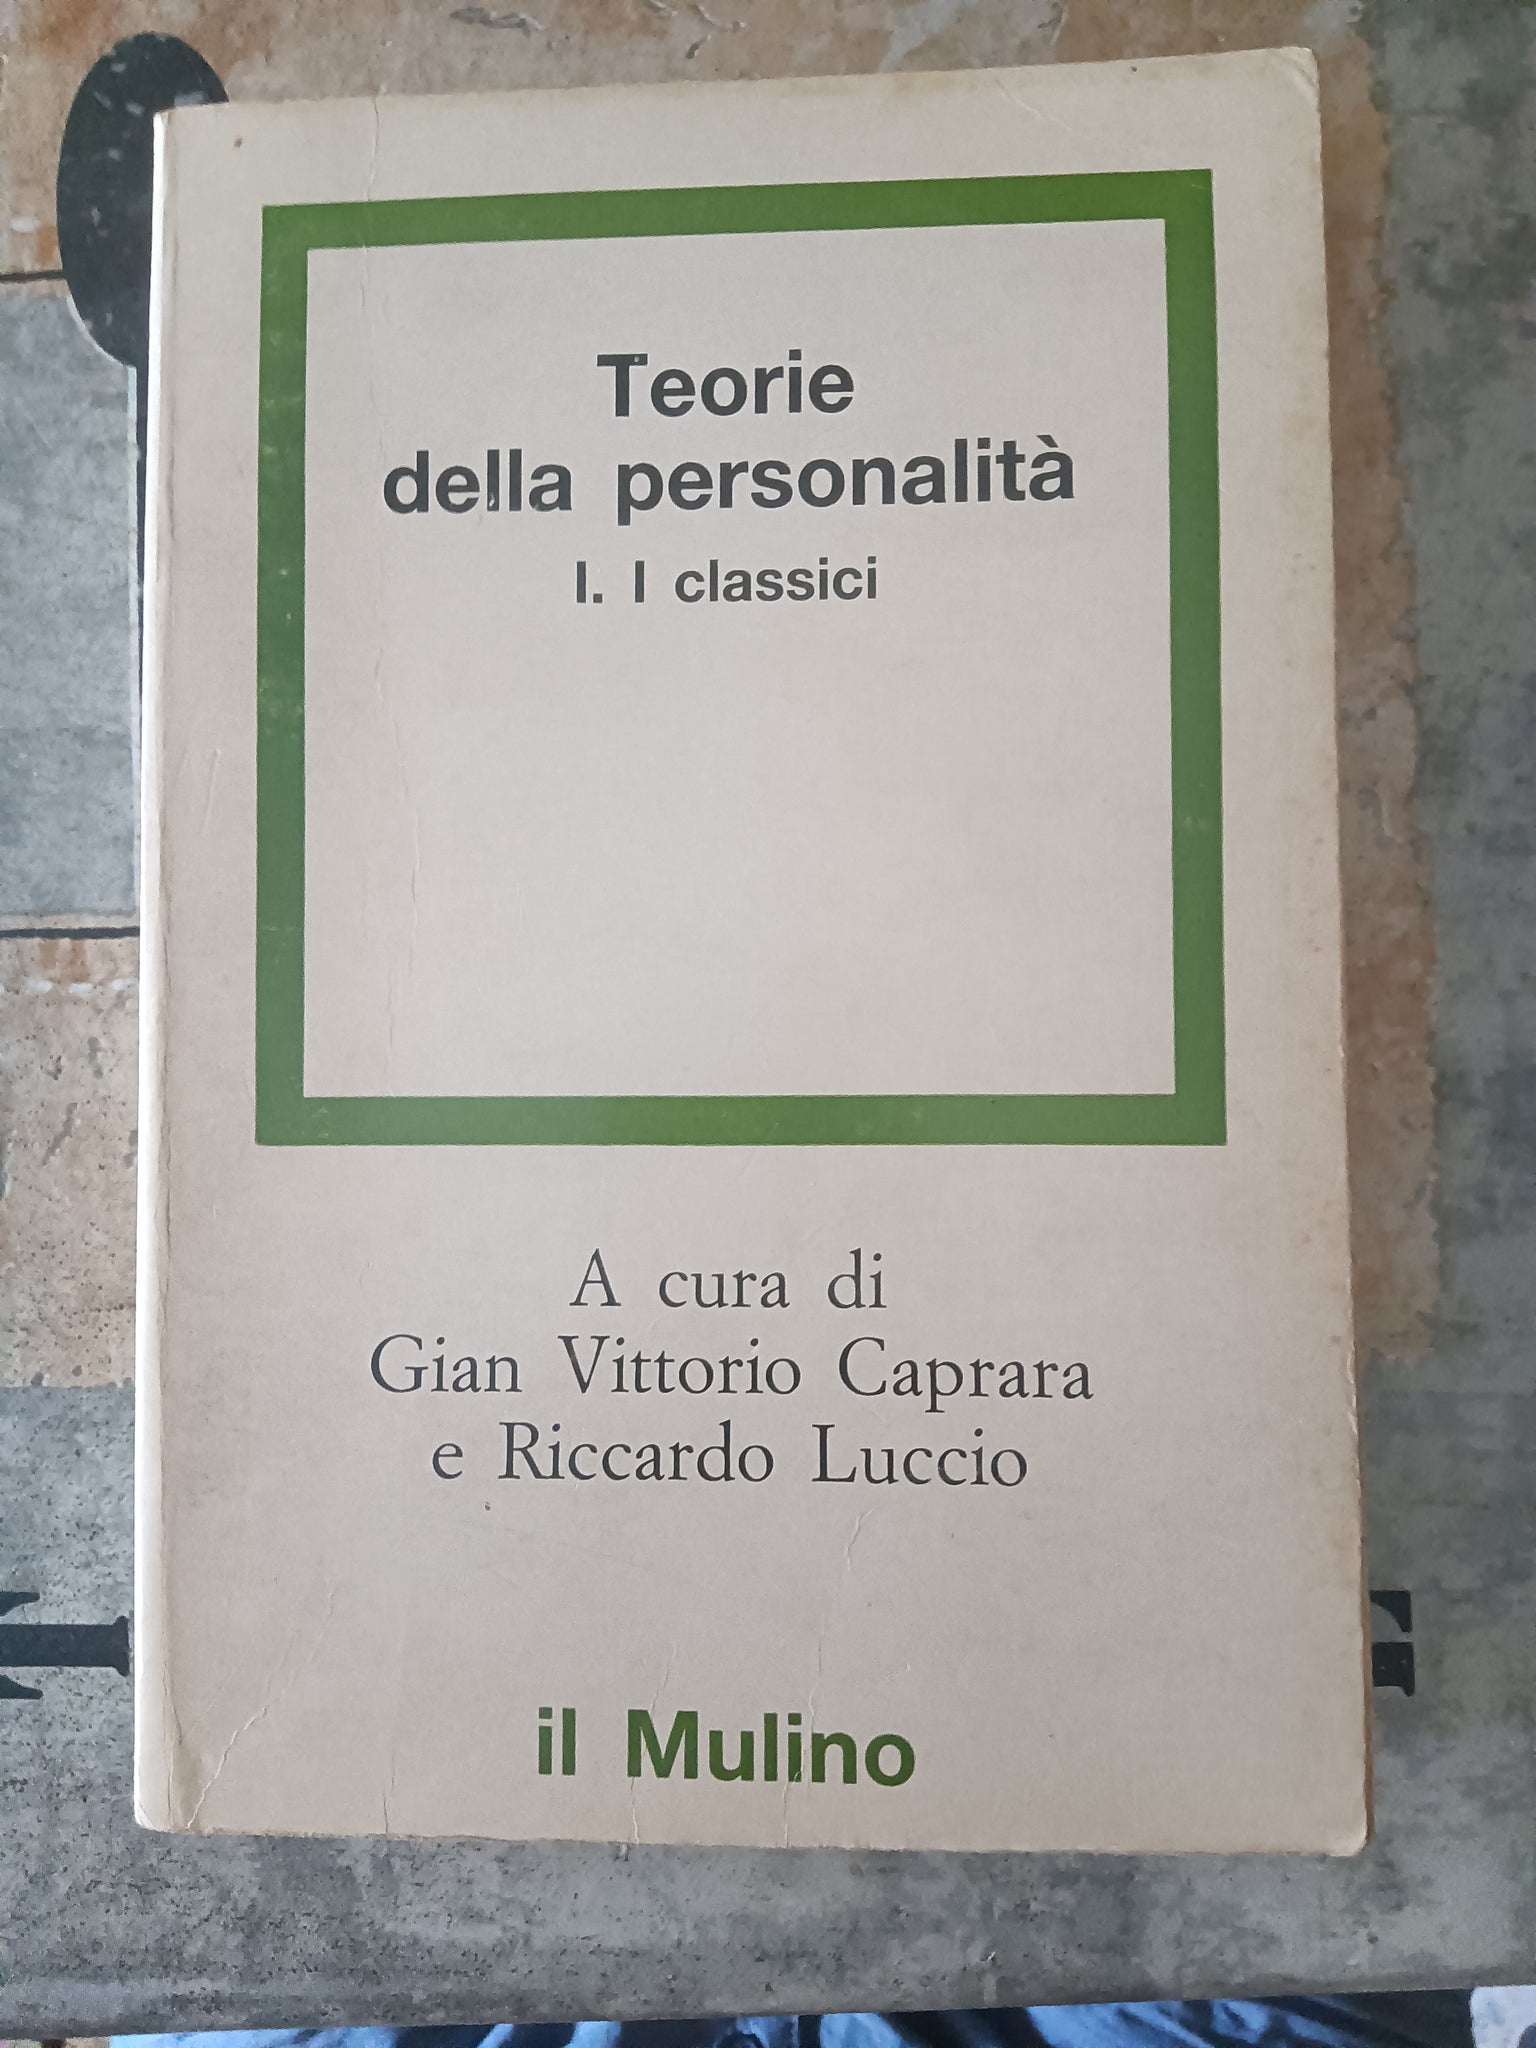 Teorie
della personalità
I. I classici
A cura di
Gian Vittorio Caprara
e Riccardo Luccio
il Mulino